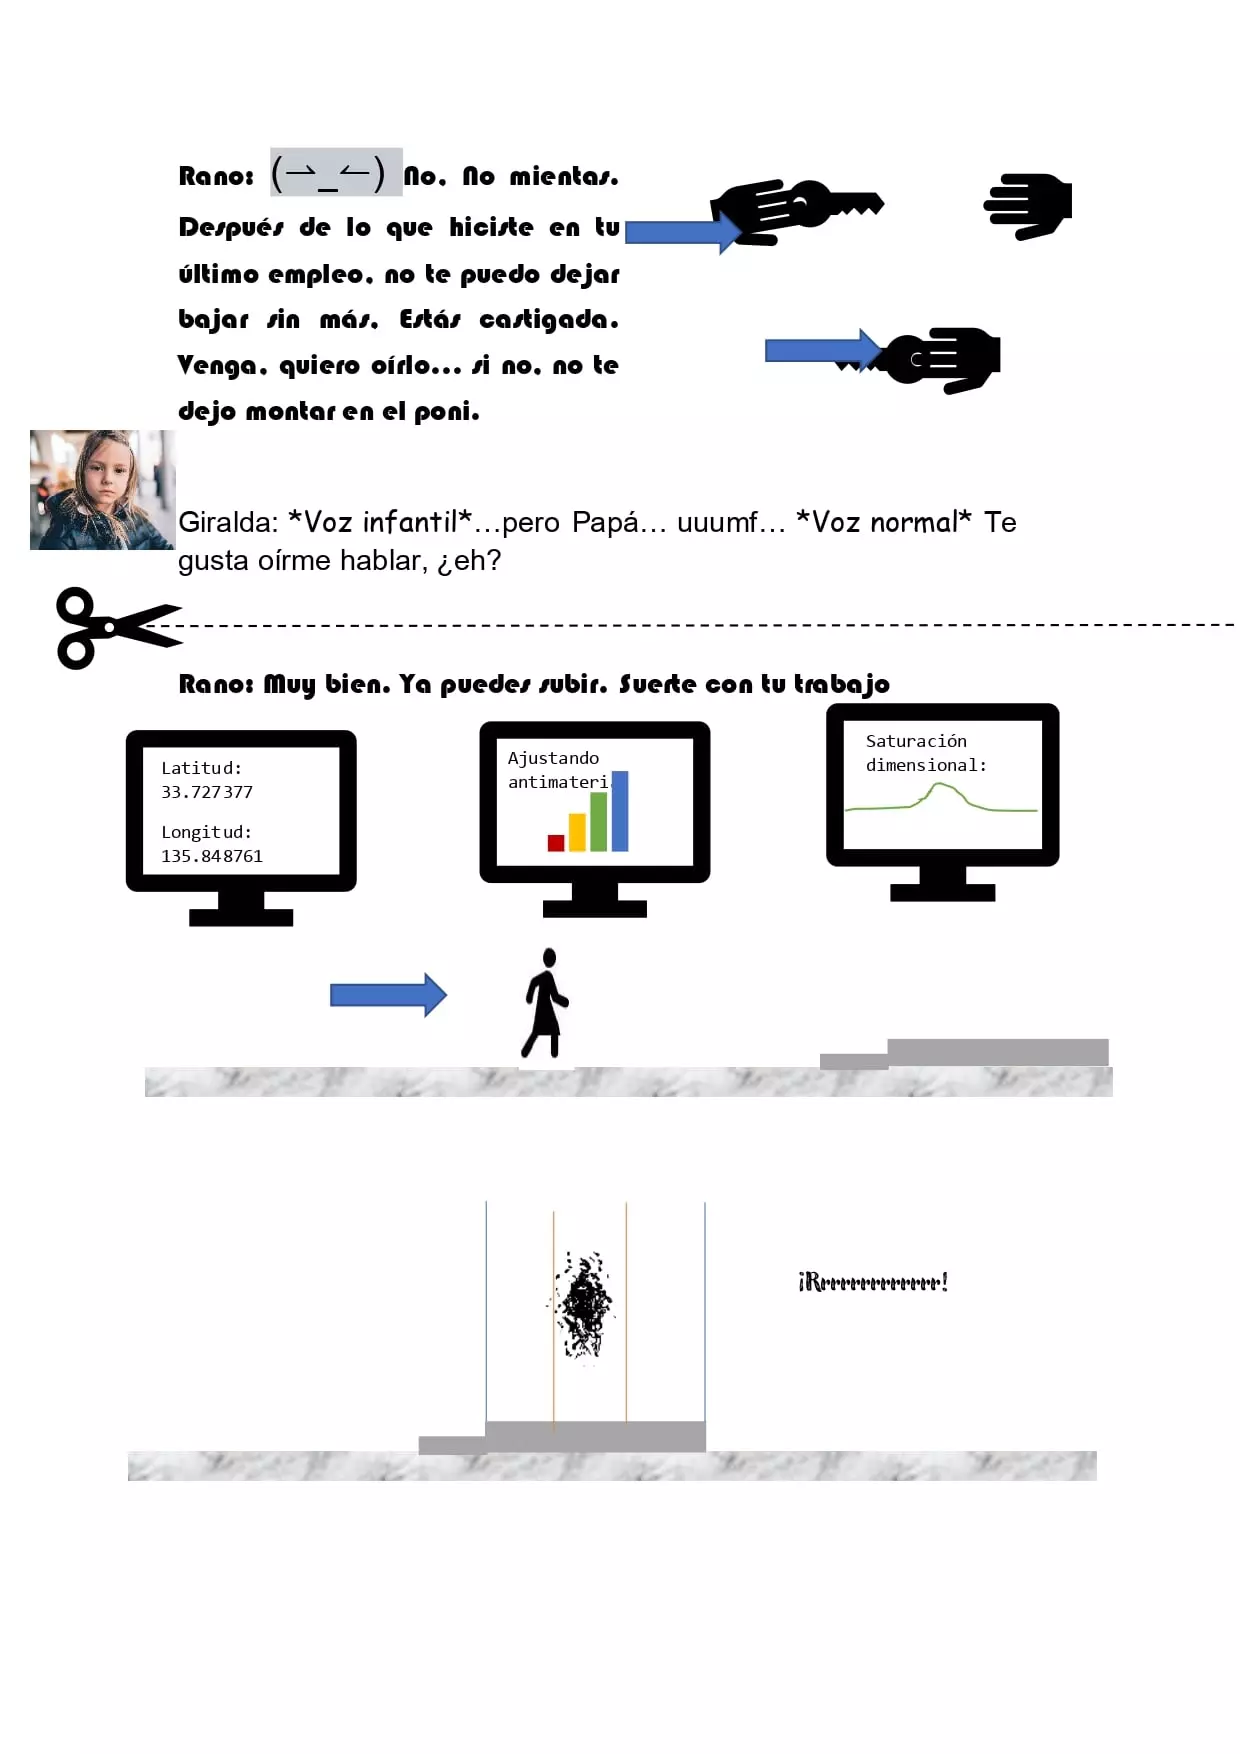 Rano: (⇀_↼) No, No mientas.
Después de lo que hiciste en tu
último empleo, no te puedo dejar
bajar sin más, Estás castigada.
Venga, quiero oírlo... si no, no te
dejo montar en el poni.
Giralda: *Voz infantil*...pero Papá... uuumf... *Voz normal* Te
gusta oírme hablar, ¿eh?
Rano: Muy bien. Ya puedes subir. Suerte con tu trabajo
Latitud:
33.727377
Longitud:
135.848761
Ajustando
antimateri
Saturación
dimensional:
¡Rrrrrrrrrrrrr!